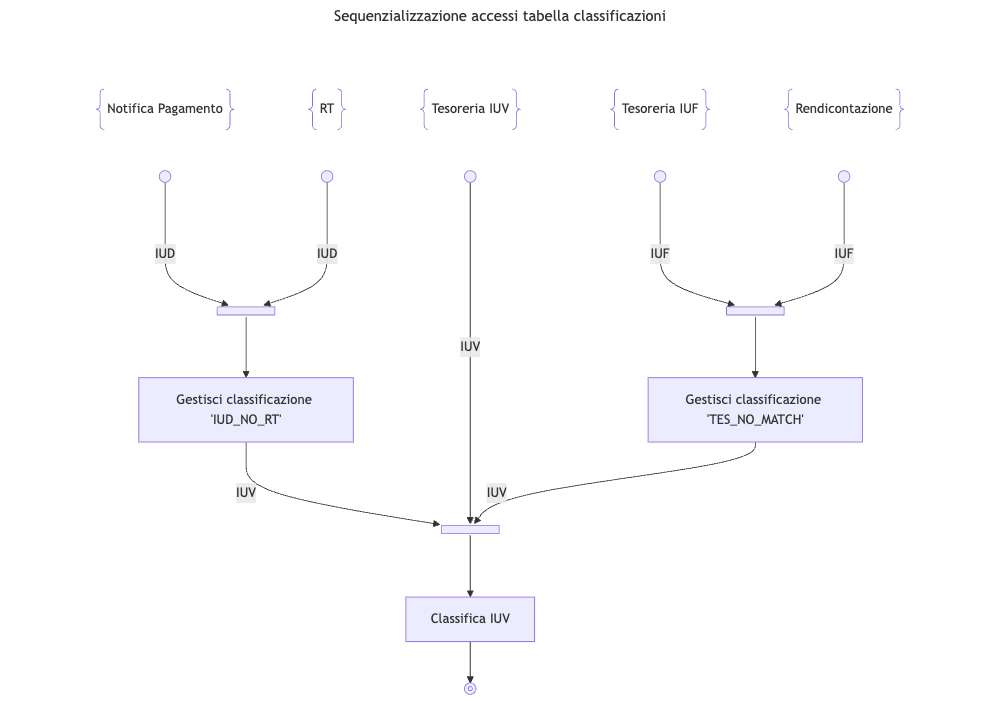 Sequenzializzazione accessi tabella classificazioni
Notifica Pagamento
RT
Tesoreria IUV
Tesoreria IUF
Rendicontazione
IUD
IUD
IUF
IUF
IUV
Gestisci classificazione
'IUD_NO_RT'
Gestisci classificazione
'TES_NO_MATCH'
IUV
IUV
Classifica IUV